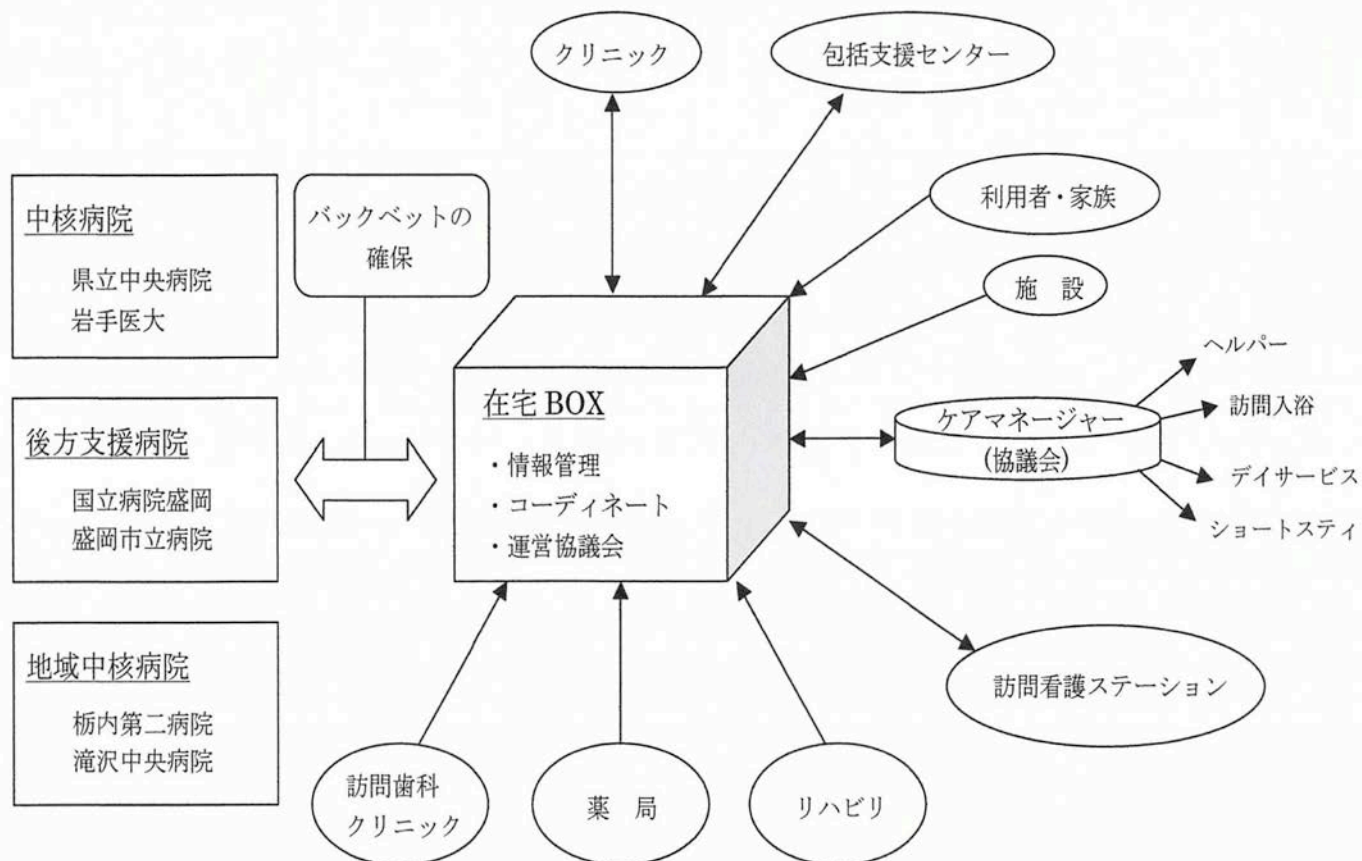 クリニック
包括支援センター
利用者・家族
施 設
中核病院
県立中央病院
岩手医大
バックベットの
確保
後方支援病院
国立病院盛岡
盛岡市立病院
地域中核病院
栃内第二病院
滝沢中央病院
在宅 BOX
・情報管理
・コーディネート
・運営協議会
ケアマネージャー
(協議会)
ヘルパー
訪問入浴
デイサービス
ショートスティ
訪問看護ステーション
訪問歯科
クリニック
薬 局
リハビリ